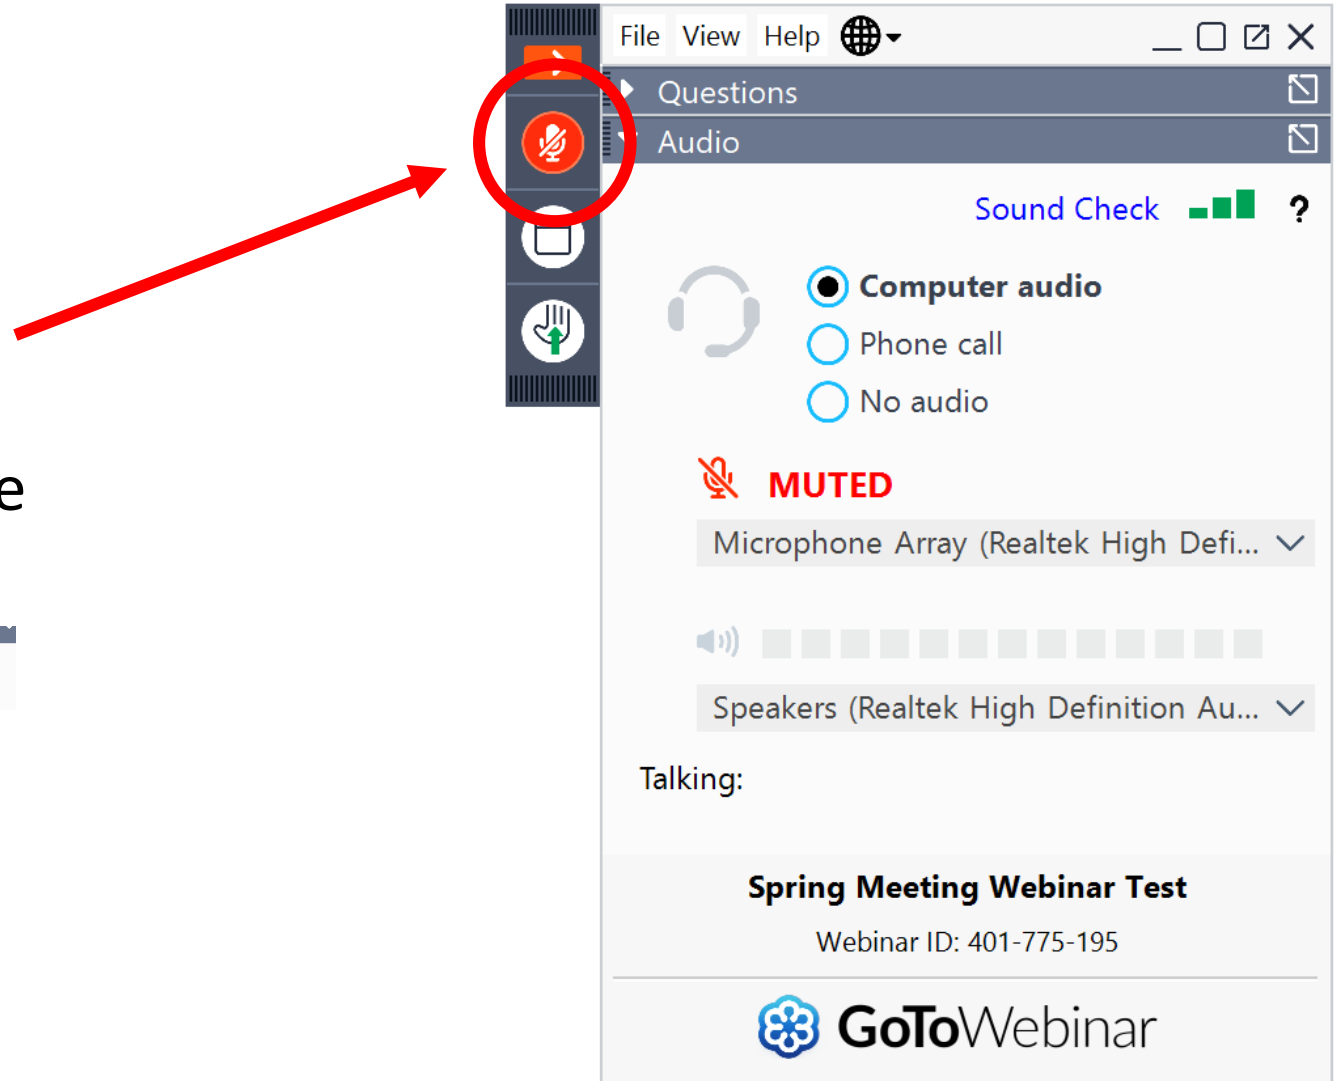 File View Help
Questions
Audio
Sound Check ?
Computer audio
Phone call
No audio
e
MUTED
Microphone Array (Realtek High Defi...
Speakers (Realtek High Definition Au...
Talking:
Spring Meeting Webinar Test
Webinar ID: 401-775-195
GoToWebinar